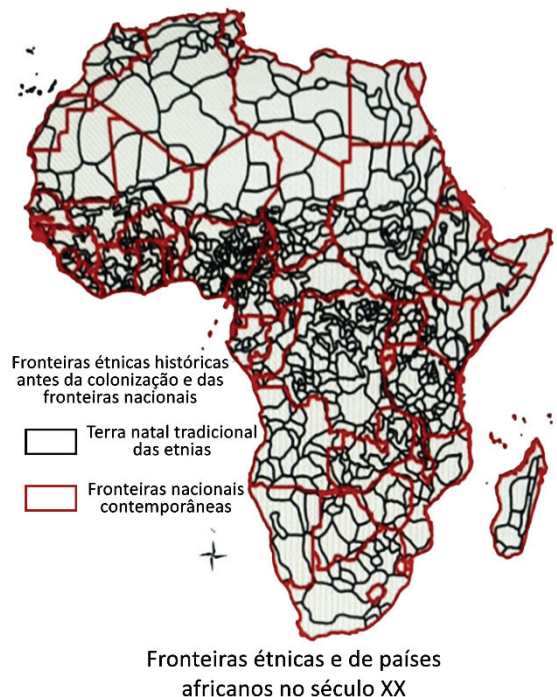 Fronteiras étnicas históricas
antes da colonização e das
fronteiras nacionais
Terra natal tradicional
das etnias
Fronteiras nacionais
contemporâneas
Fronteiras étnicas e de países
africanos no século XX